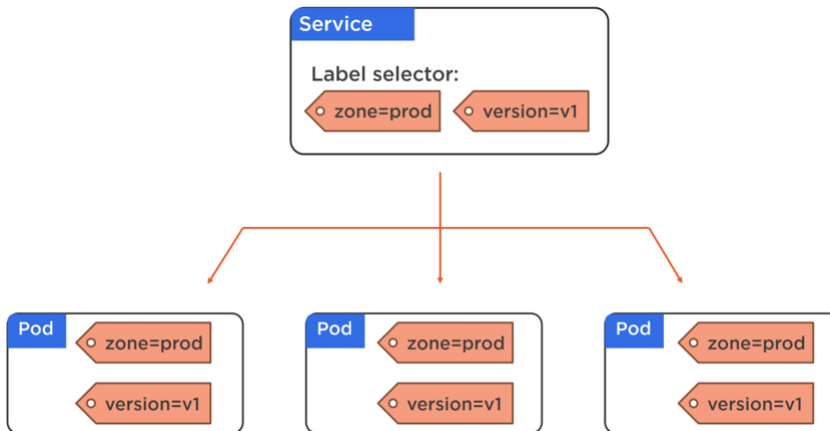 Service
Label selector:
zone=prod version=v1
Pod zone=prod Pod zone=prod Pod zone=prod
version=v1 version=v1 version=v1